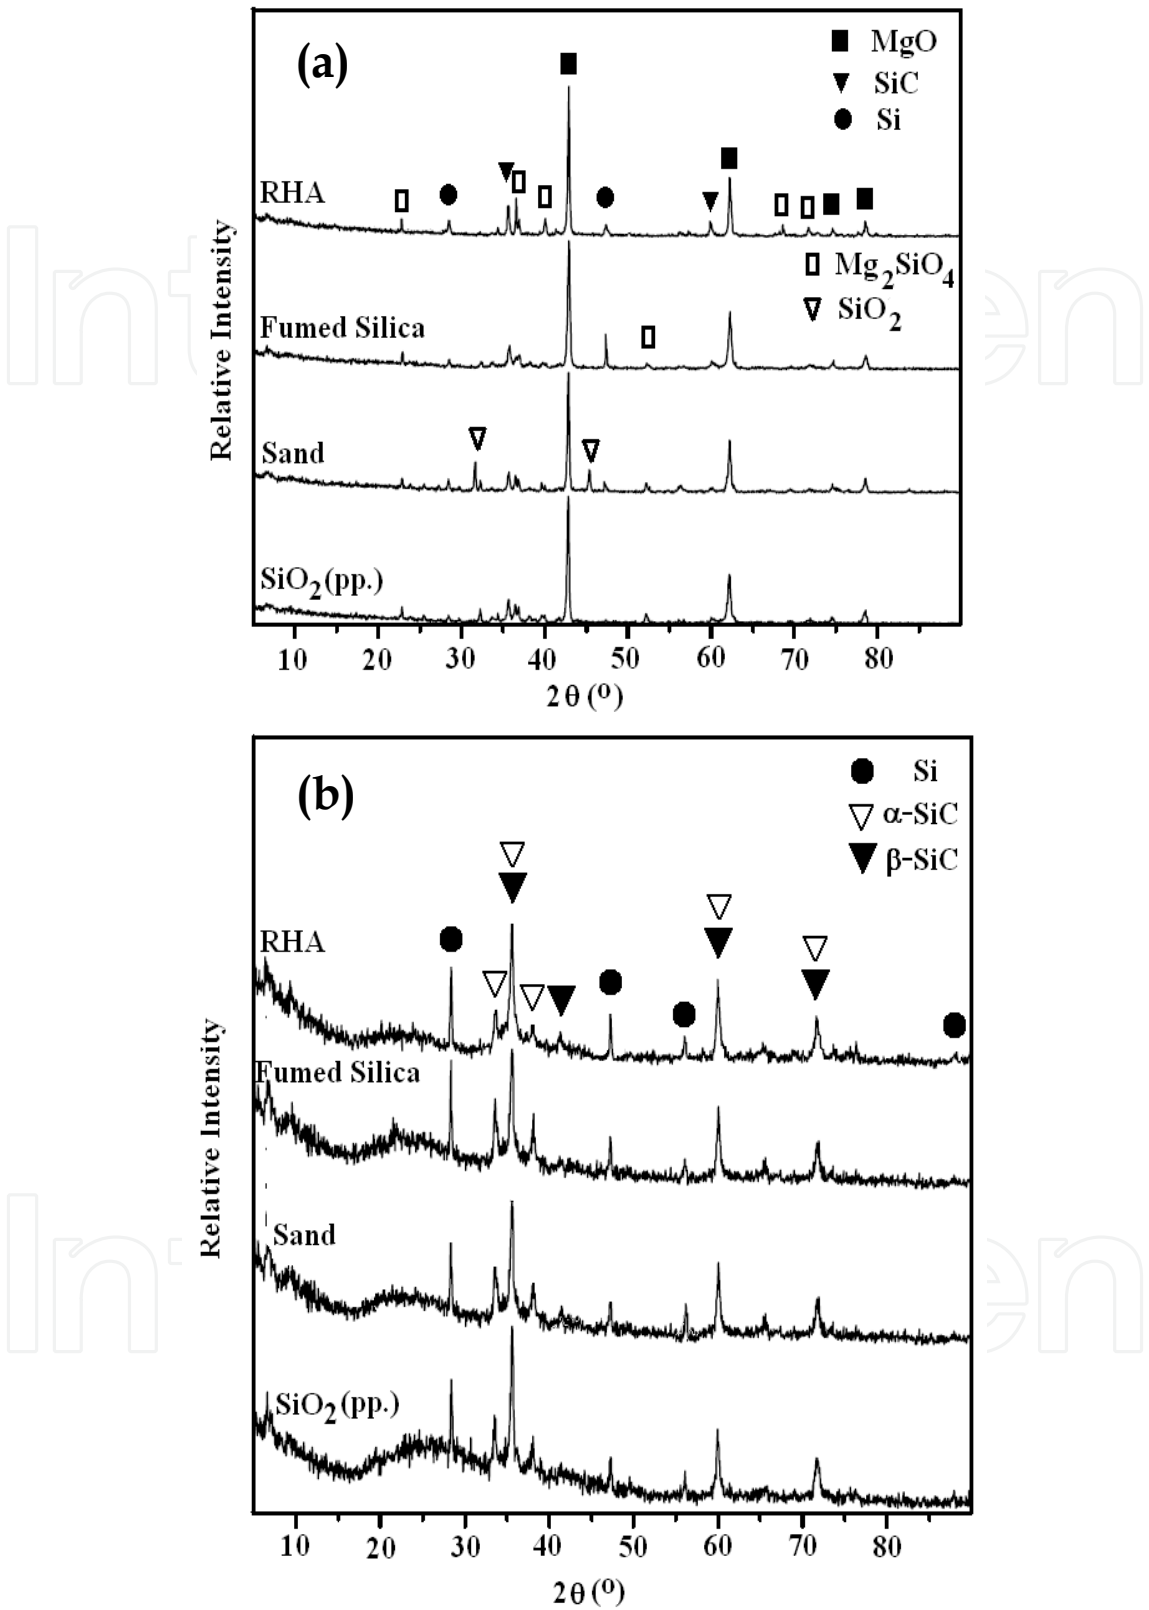 (a)
MgO
SiC
Si
RHA
Mg2SiO4
SiO2
Fumed Silica
Sand
SiO2(pp.)
Relative Intensity
10 20 30 40 50 60 70 80
2θ (º)
(b)
Si
α-SiC
β-SiC
RHA
Fumed Silica
Sand
SiO2(pp.)
Relative Intensity
10 20 30 40 50 60 70 80
2θ (º)